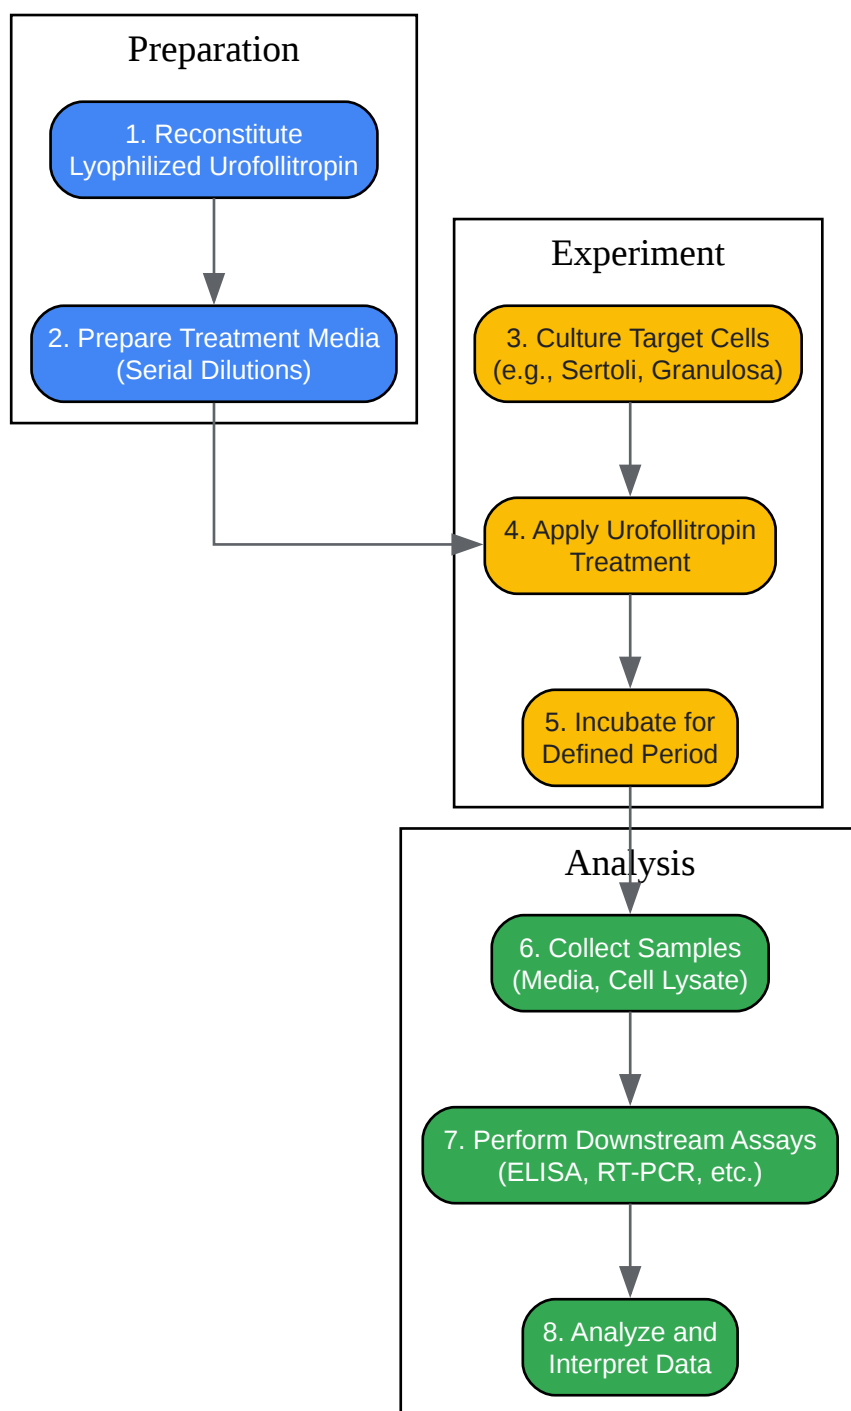 Preparation
1. Reconstitute
Lyophilized Urofollitropin
2. Prepare Treatment Media
(Serial Dilutions)
Experiment
3. Culture Target Cells
(e.g., Sertoli, Granulosa)
4. Apply Urofollitropin
Treatment
5. Incubate for
Defined Period
Analysis
6. Collect Samples
(Media, Cell Lysate)
7. Perform Downstream Assays
(ELISA, RT-PCR, etc.)
8. Analyze and
Interpret Data